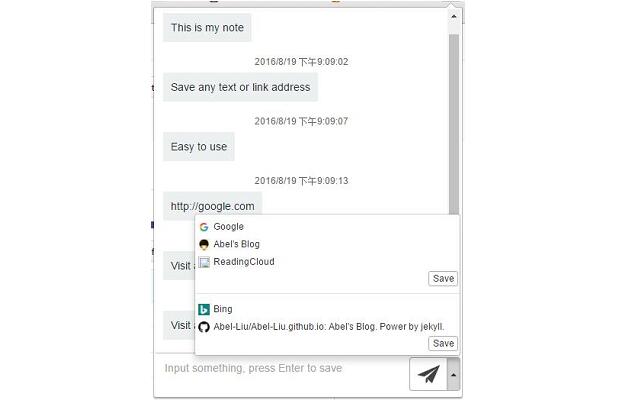 This is my note
2016/8/19 下午9:09:02
Save any text or link address
2016/8/19 下午9:09:07
Easy to use
2016/8/19 下午9:09:13
http://google.com
Google
Abel's Blog
Visit
ReadingCloud
Save
Bing
Visit
Abel-Liu/Abel-Liu.github.io: Abel's Blog. Power by jekyll.
Save
Input something, press Enter to save